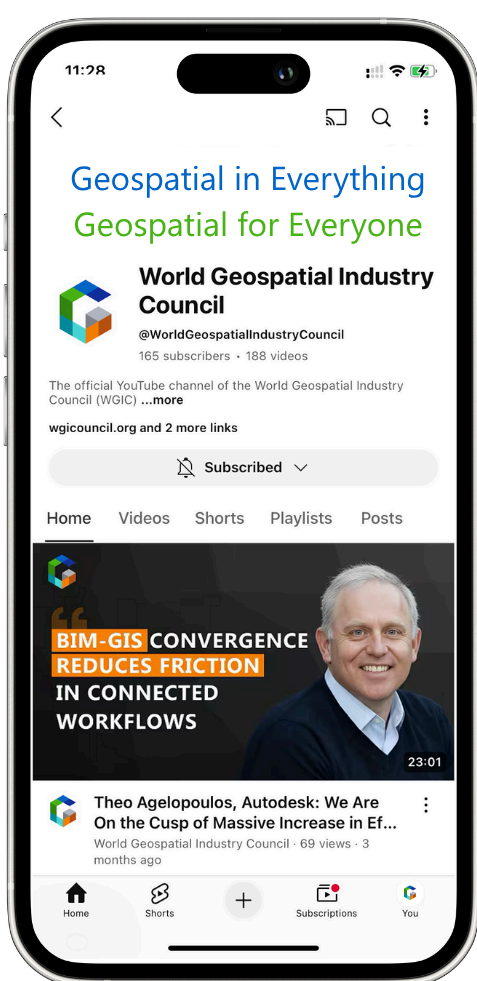 11:28
Geospatial in Everything
Geospatial for Everyone
World Geospatial Industry
Council
@WorldGeospatialIndustryCouncil
165 subscribers • 188 videos
The official YouTube channel of the World Geospatial Industry
Council (WGIC) ...more
wgicouncil.org and 2 more links
Subscribed
Home Videos Shorts Playlists Posts
BIM-GIS CONVERGENCE
REDUCES FRICTION
IN CONNECTED
WORKFLOWS
23:01
Theo Agelopoulos, Autodesk: We Are
On the Cusp of Massive Increase in Ef...
World Geospatial Industry Council · 69 views · 3
months ago
Home Shorts Subscriptions You